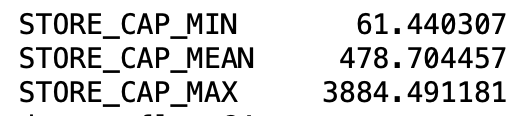 STORE_CAP_MIN 61.440307
STORE_CAP_MEAN 478.704457
STORE_CAP_MAX 3884.491181